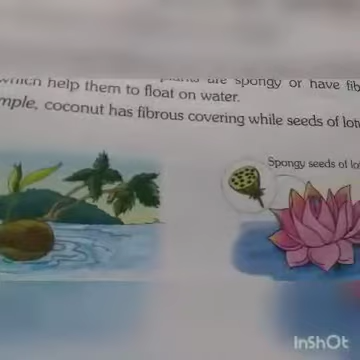 which help them to float on water. plants are spongy or have fib
mple, coconut has fibrous covering while seeds of lot
Spongy seeds of lo
InShOt